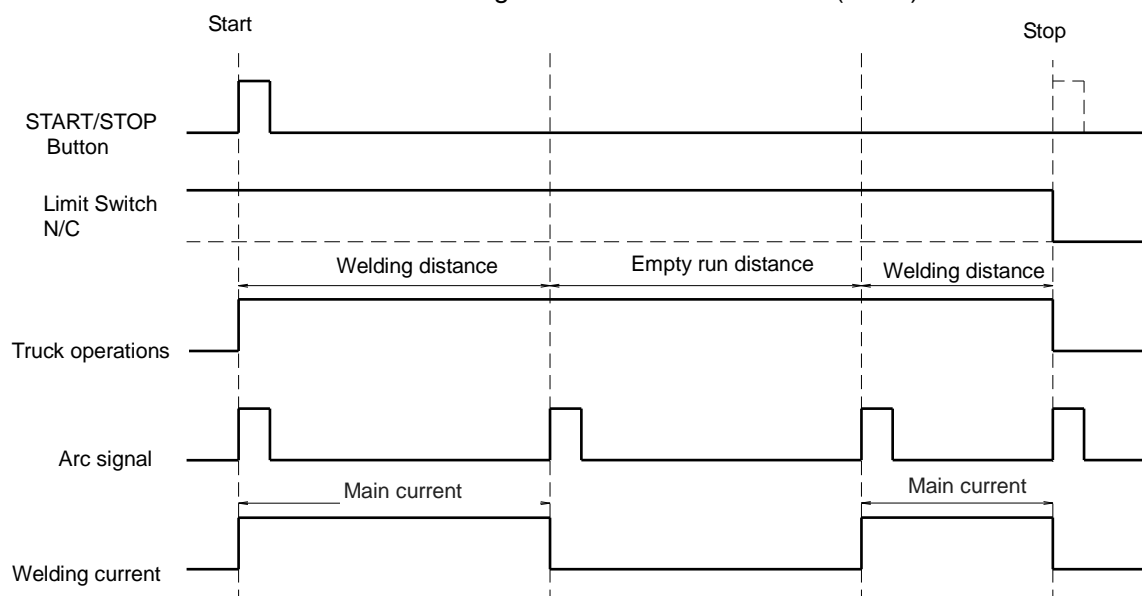 Start
Stop
START/STOP
Button
Limit Switch
N/C
Welding distance
Empty run distance
Welding distance
Truck operations
Arc signal
Main current
Main current
Welding current